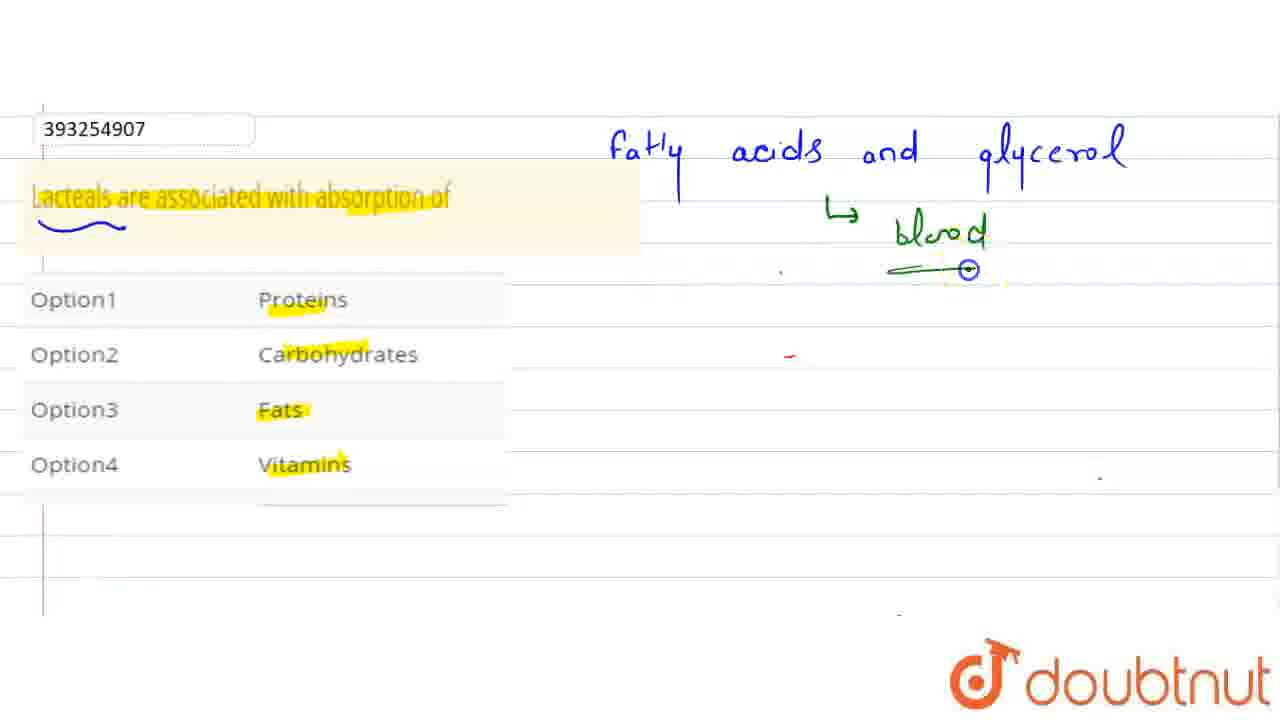 393254907
Lacteals are associated with absorption of
Option1 Proteins
Option2 Carbohydrates
Option3 Fats
Option4 Vitamins
Fatty acids and glycerol
↳ blood
doubtnut